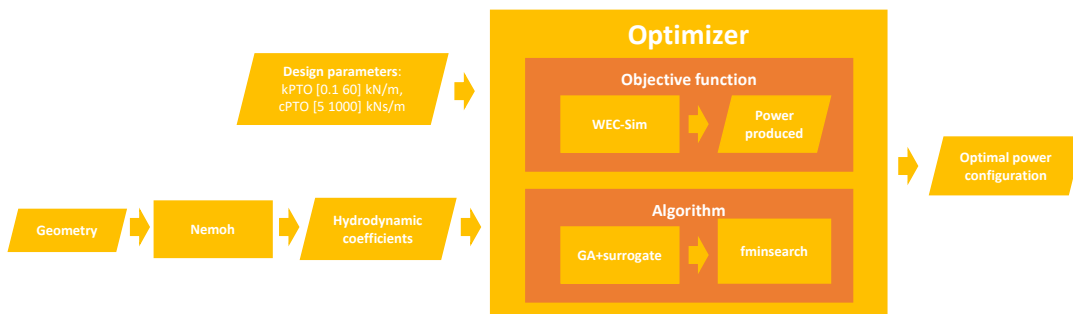 Design parameters:
kPTO [0.1 60] kN/m,
cPTO [5 1000] kNs/m
Geometry
Nemoh
Hydrodynamic
coefficients
Optimizer
Objective function
WEC-Sim
Power
produced
Algorithm
GA+surrogate
fminsearch
Optimal power
configuration